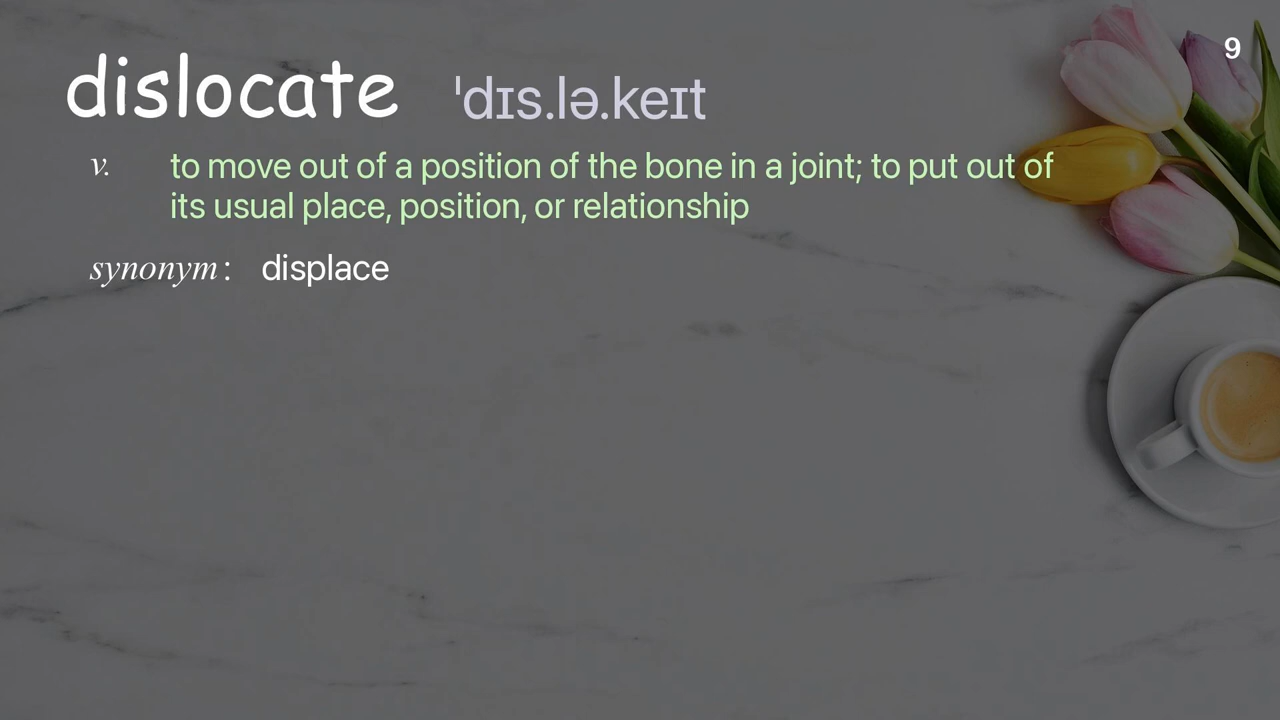 9
dislocate ˈdɪs.lə.keɪt
v. to move out of a position of the bone in a joint; to put out of
its usual place, position, or relationship
synonym: displace